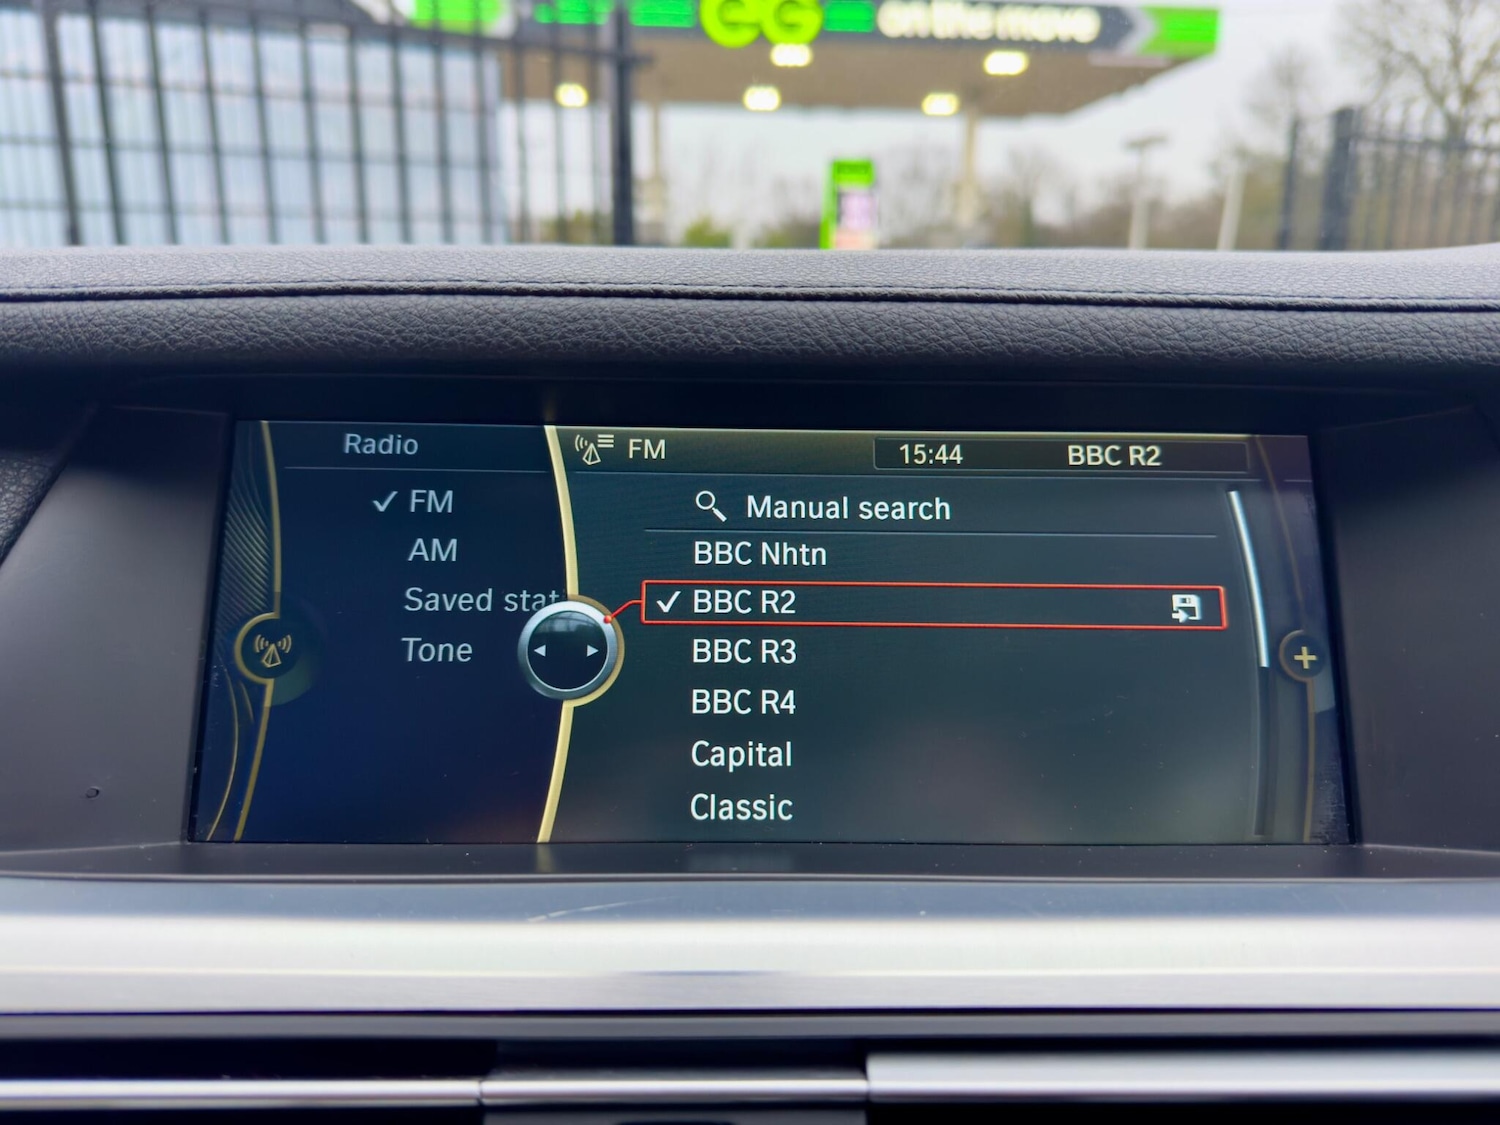 eG on the move
Radio
FM
15:44
BBC R2
FM
AM
Saved stat
Tone
Manual search
BBC Nhtn
BBC R2
BBC R3
BBC R4
Capital
Classic